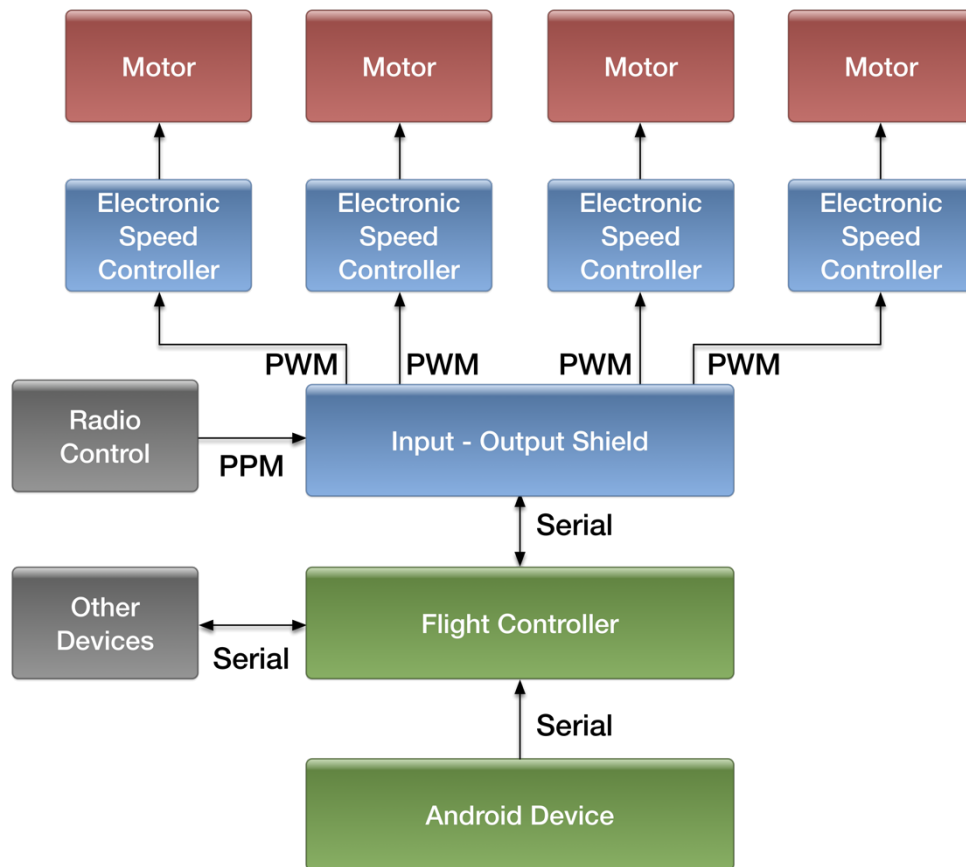 Motor
Motor
Motor
Motor
Electronic
Speed
Controller
Electronic
Speed
Controller
Electronic
Speed
Controller
Electronic
Speed
Controller
PWM
PWM
PWM
PWM
Radio
Control
PPM
Input - Output Shield
Serial
Other
Devices
Serial
Flight Controller
Serial
Android Device